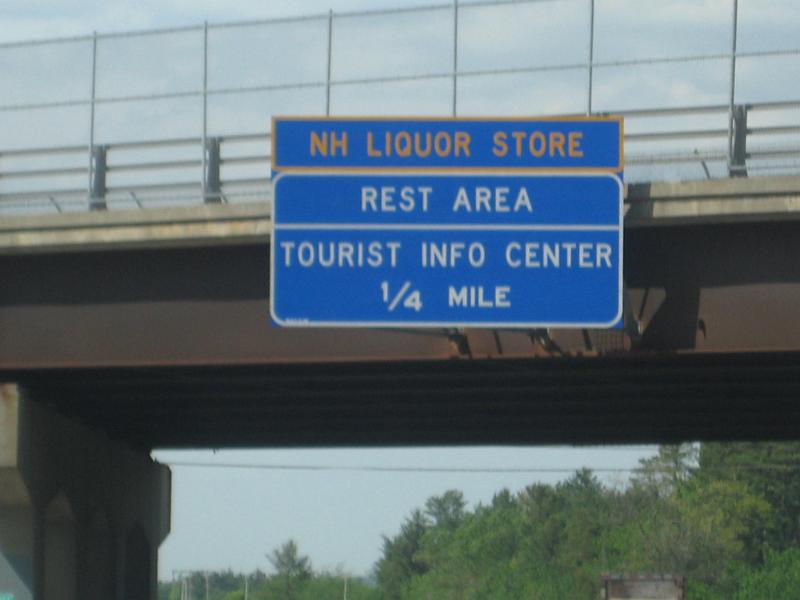 NH LIQUOR STORE
REST AREA
TOURIST INFO CENTER
1/4 MILE